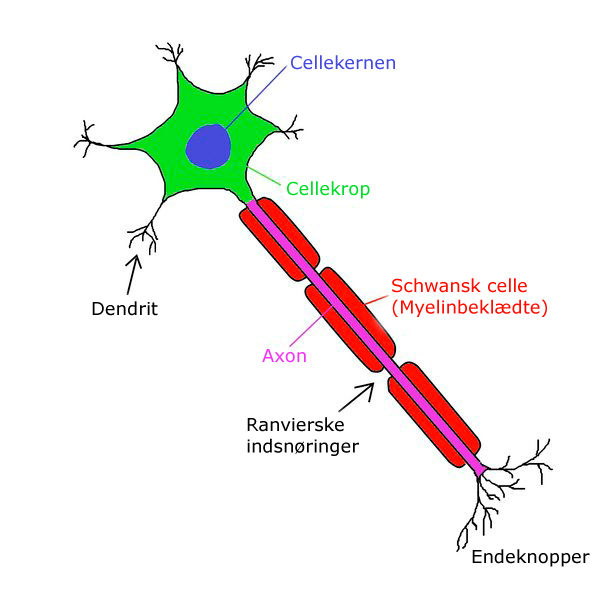 Cellekernen
Cellekrop
Dendrit
Schwansk celle
(Myelinbeklædte)
Axon
Ranvierske
indsnøringer
Endeknopper